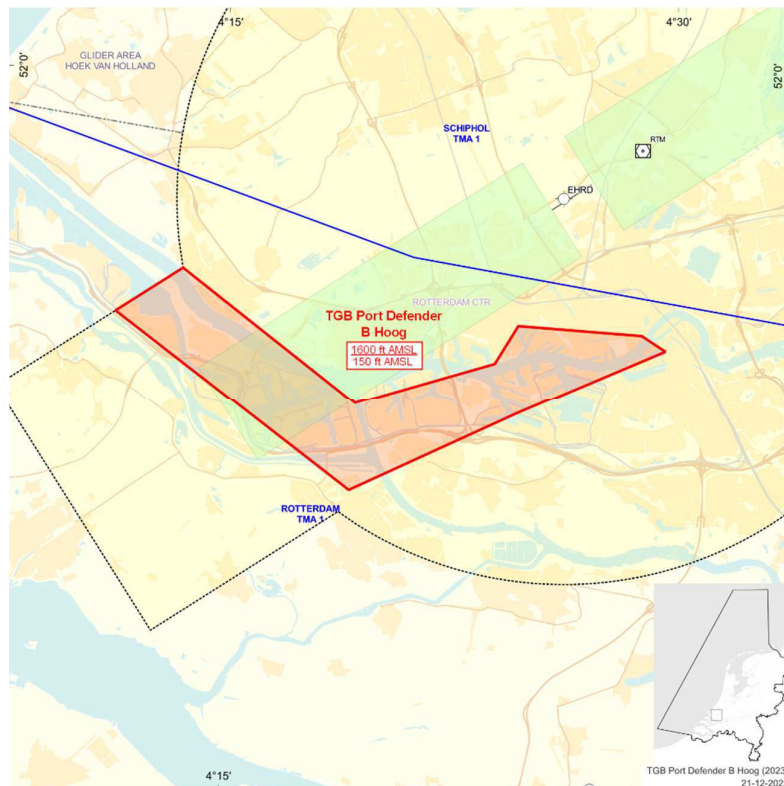 4°15'
4°30'
GLIDER AREA
HOEK VAN HOLLAND
52°0'
52°0'
SCHIPHOL
TMA 1
RTM
EHRD
ROTTERDAM CTR
TGB Port Defender
B Hoog
1600 ft AMSL
150 ft AMSL
ROTTERDAM
TMA 1
4°15'
TGB Port Defender B Hoog (2023
21-12-202